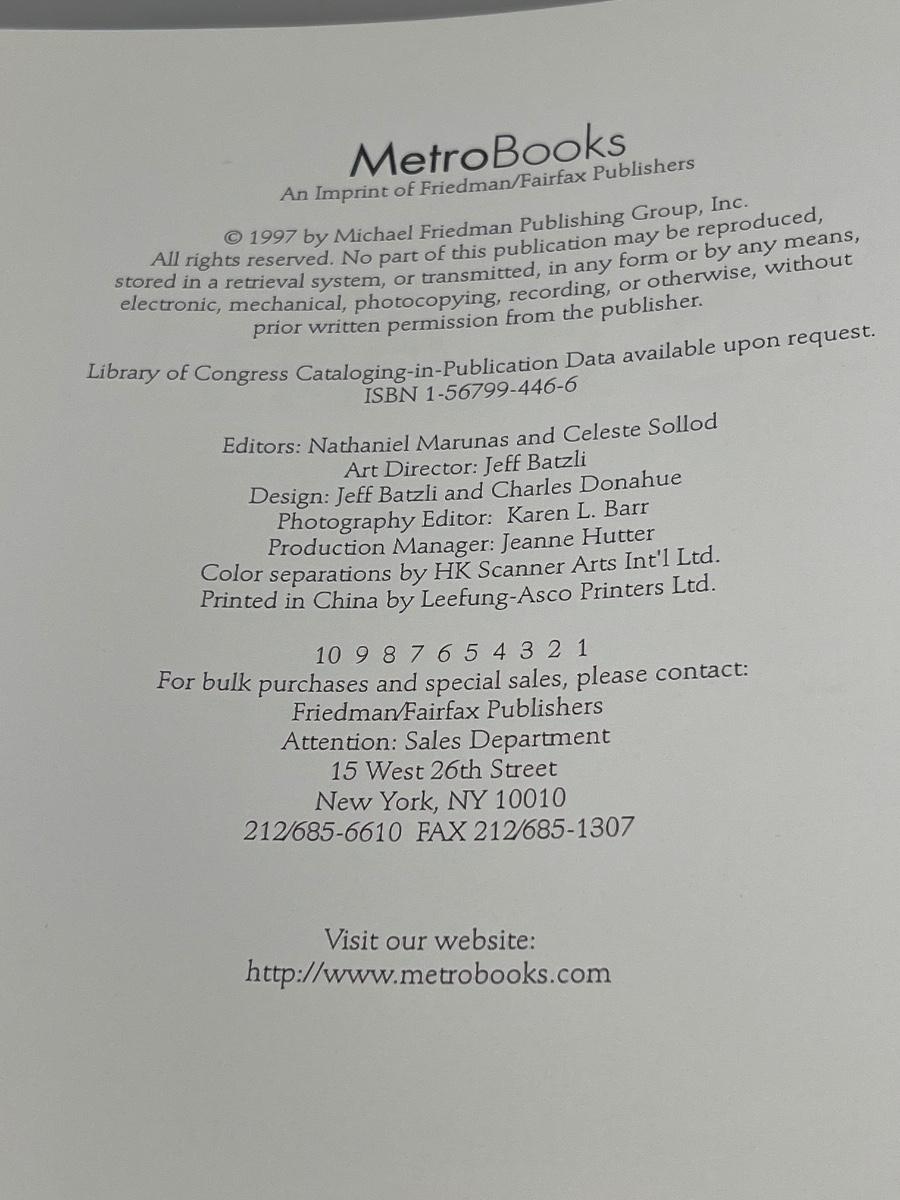 MetroBooks
An Imprint of Friedman/Fairfax Publishers
© 1997 by Michael Friedman Publishing Group, Inc.
All rights reserved. No part of this publication may be reproduced,
stored in a retrieval system, or transmitted, in any form or by any means,
electronic, mechanical, photocopying, recording, or otherwise, without
prior written permission from the publisher.
Library of Congress Cataloging-in-Publication Data available upon request.
ISBN 1-56799-446-6
Editors: Nathaniel Marunas and Celeste Sollod
Art Director: Jeff Batzli
Design: Jeff Batzli and Charles Donahue
Photography Editor: Karen L. Barr
Production Manager: Jeanne Hutter
Color separations by HK Scanner Arts Int'l Ltd.
Printed in China by Leefung-Asco Printers Ltd.
10 9 8 7 6 5 4 3 2 1
For bulk purchases and special sales, please contact:
Friedman/Fairfax Publishers
Attention: Sales Department
15 West 26th Street
New York, NY 10010
212/685-6610 FAX 212/685-1307
Visit our website:
http://www.metrobooks.com